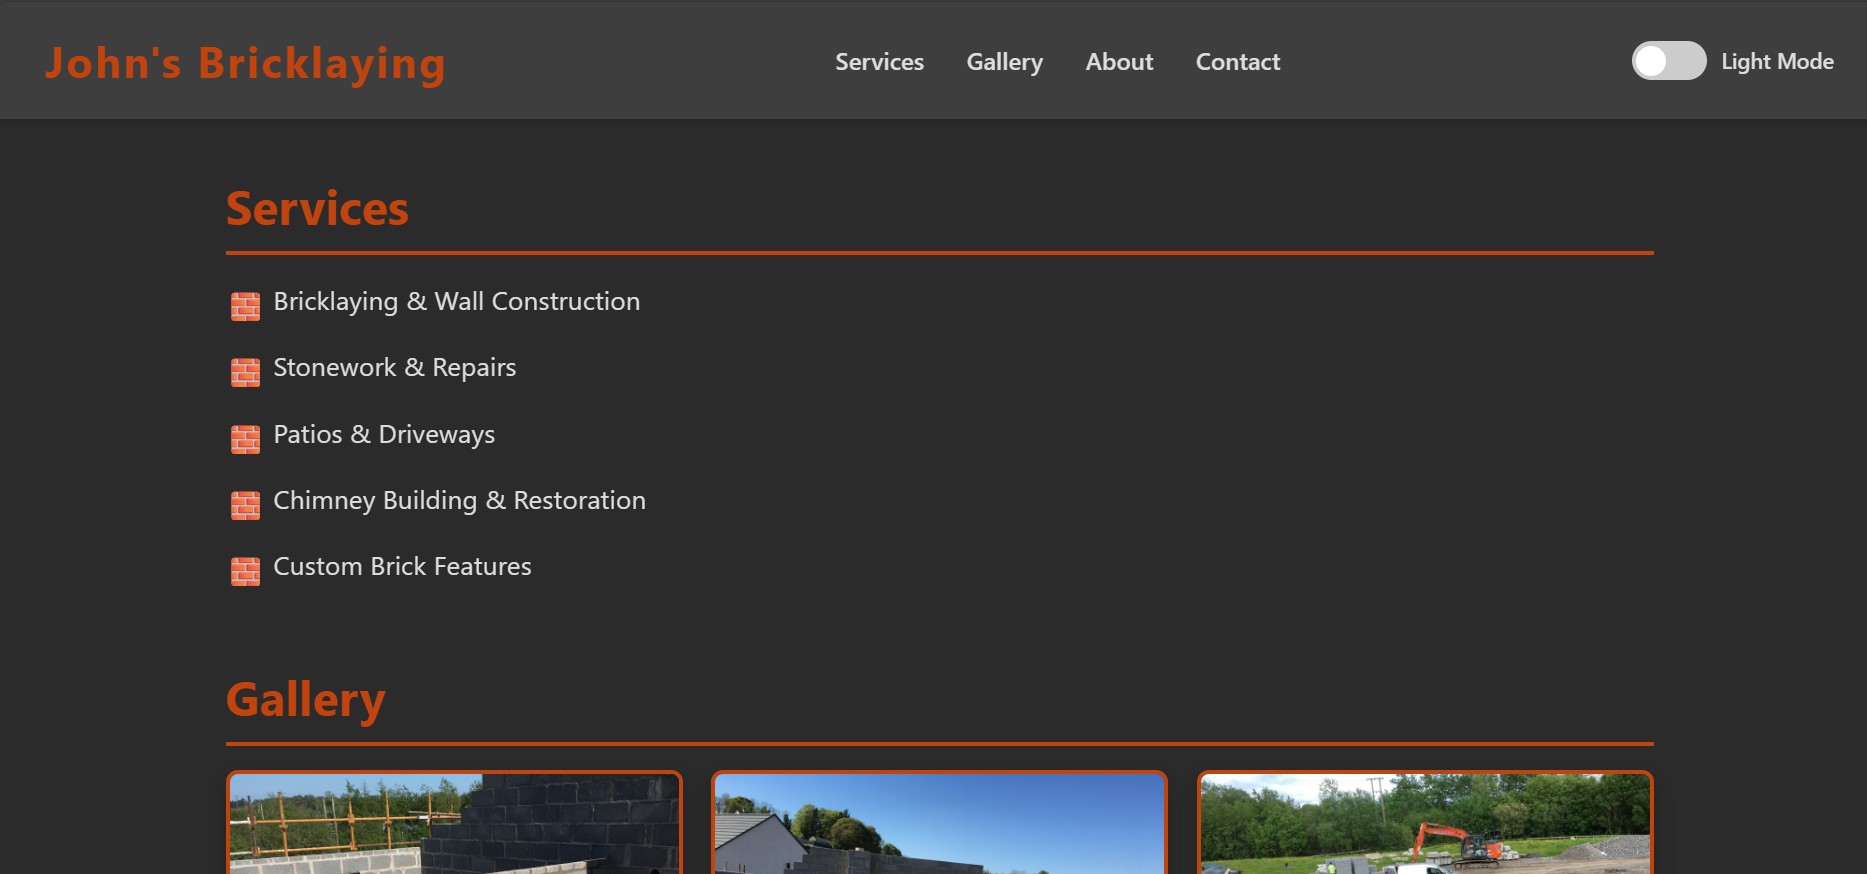 John's Bricklaying
Services Gallery About Contact
Light Mode
Services
Bricklaying & Wall Construction
Stonework & Repairs
Patios & Driveways
Chimney Building & Restoration
Custom Brick Features
Gallery